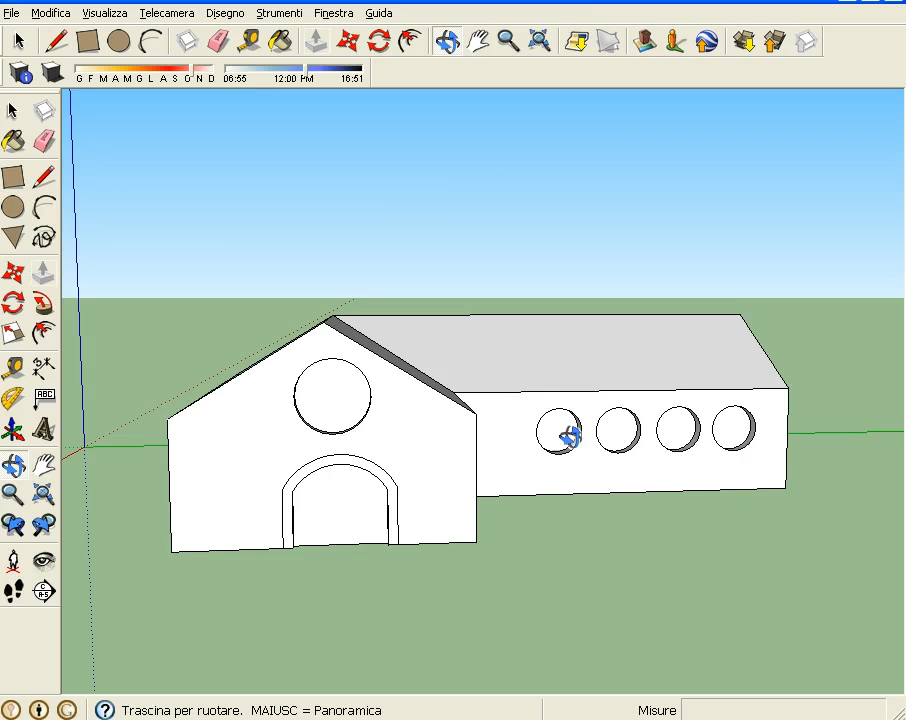 File Modifica Visualizza Telecamera Disegno Strumenti Finestra Guida
G F M A M G L A S O N D 06:55 12:00 PM 16:51
ABC
Trascina per ruotare. MAIUSC = Panoramica Misure